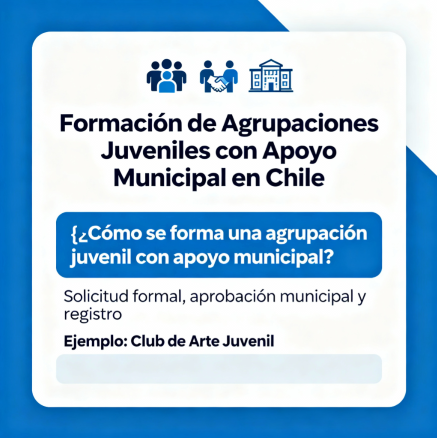 Formación de Agrupaciones
Juveniles con Apoyo
Municipal en Chile
{¿Cómo se forma una agrupación
juvenil con apoyo municipal?
Solicitud formal, aprobación municipal y
registro
Ejemplo: Club de Arte Juvenil